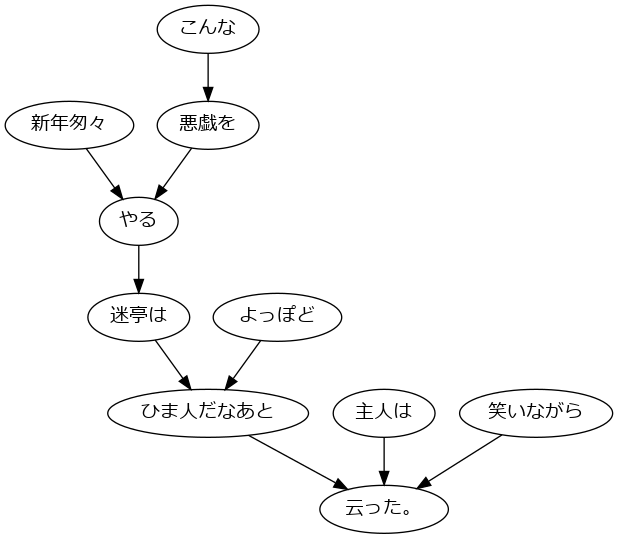 こんな
新年匆々
悪戯を
やる
迷亭は
よっぽど
ひま人だなあと
主人は
笑いながら
云った。